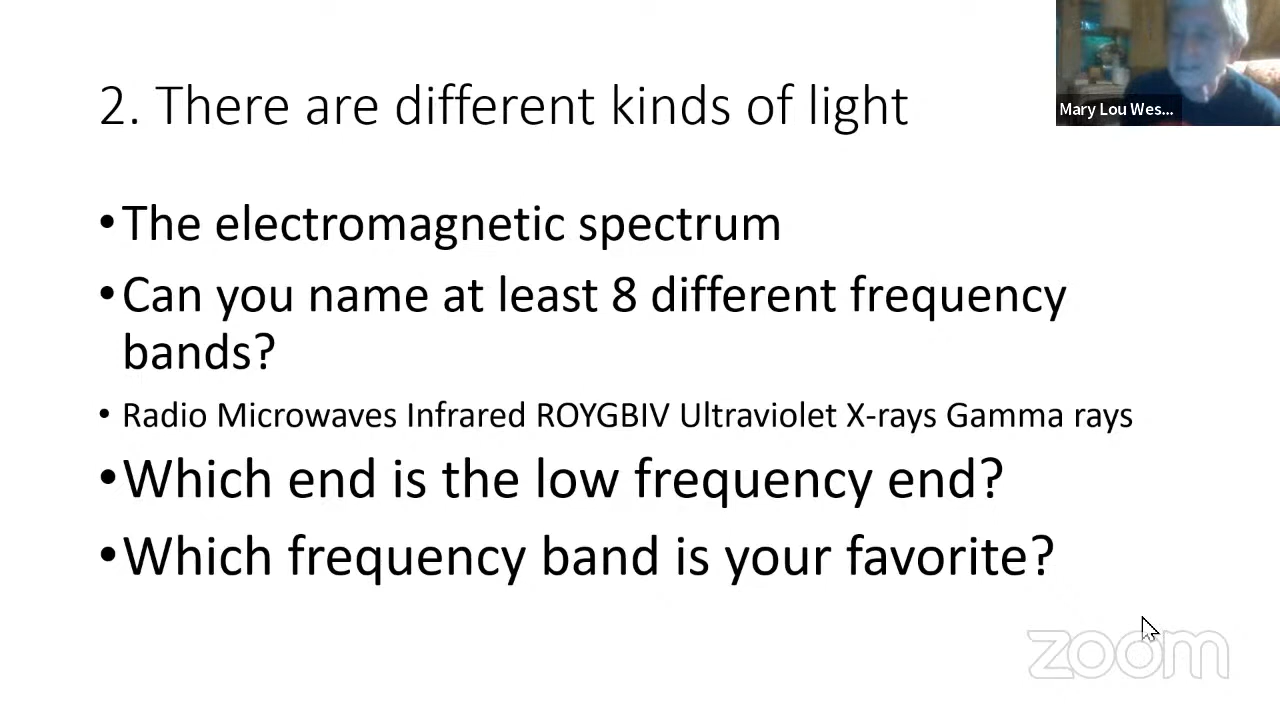 2. There are different kinds of light
Mary Lou Wes...
•The electromagnetic spectrum
•Can you name at least 8 different frequency
bands?
• Radio Microwaves Infrared ROYGBIV Ultraviolet X-rays Gamma rays
•Which end is the low frequency end?
•Which frequency band is your favorite?
zoom